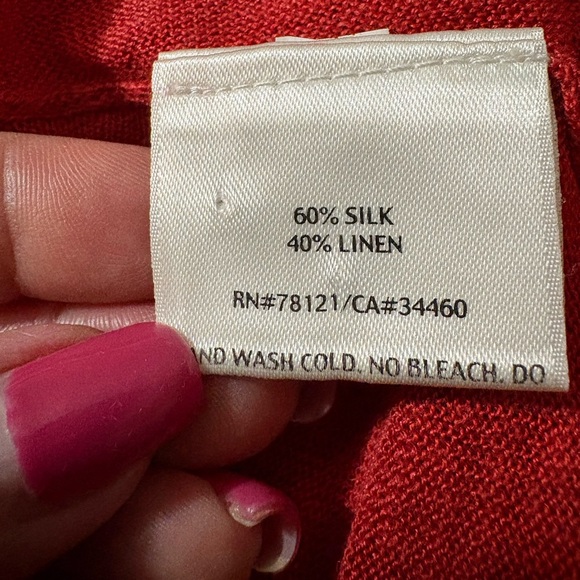 60% SILK
40% LINEN
RN#78121/CA#34460
AND WASH COLD. NO BLEACH. DO